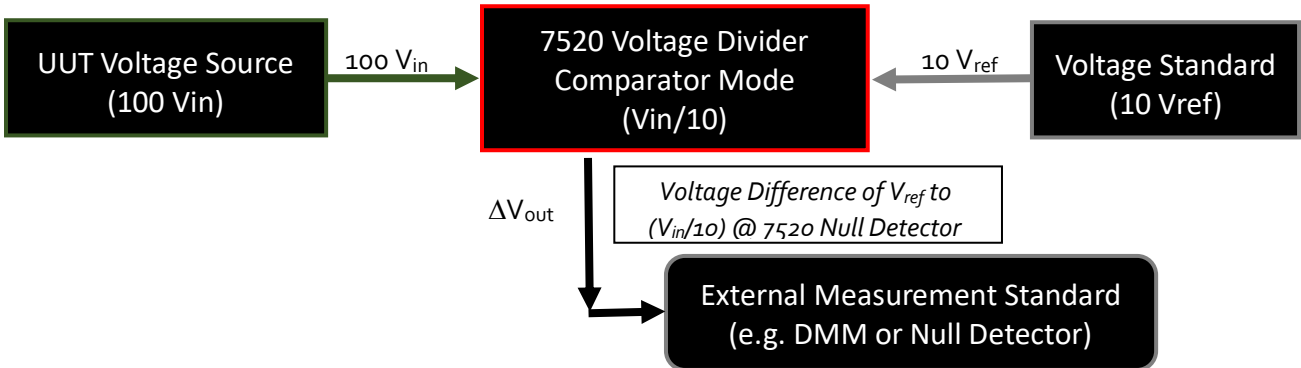 UUT Voltage Source
(100 Vin)
100 Vin
7520 Voltage Divider
Comparator Mode
(Vin/10)
10 Vref
Voltage Standard
(10 Vref)
ΔVout
Voltage Difference of Vref to
(Vin/10) @ 7520 Null Detector
External Measurement Standard
(e.g. DMM or Null Detector)